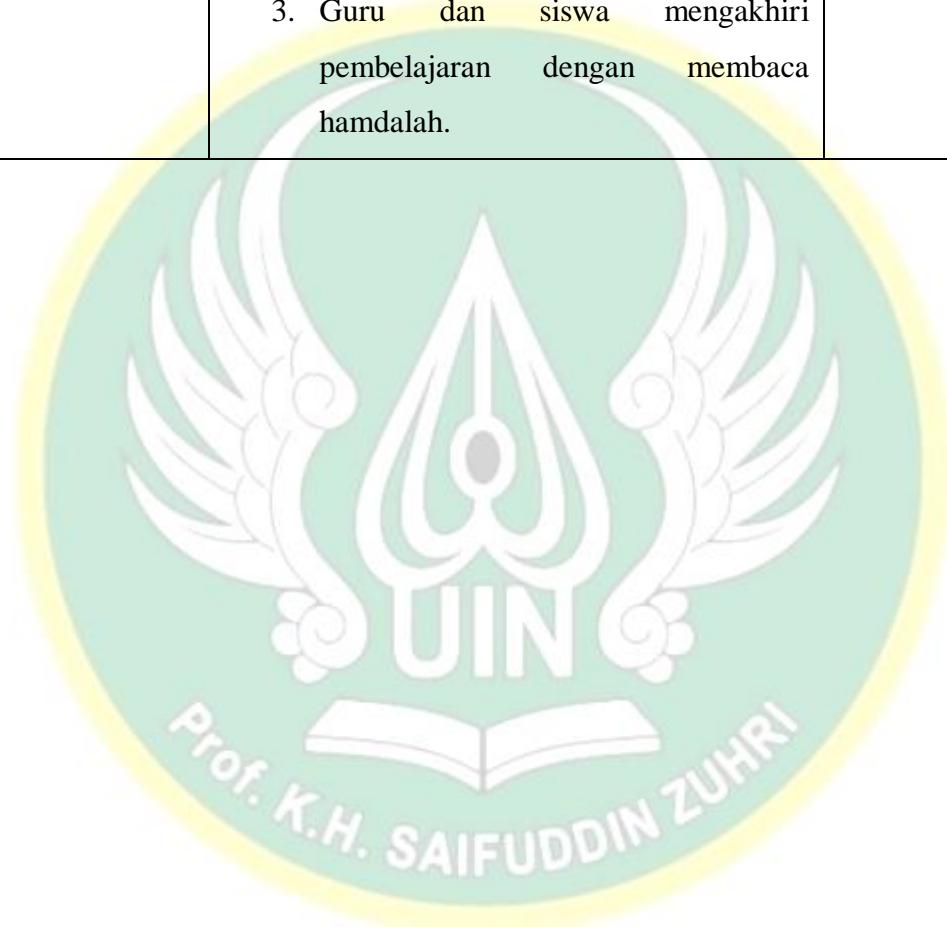 3. Guru dan siswa mengakhiri
pembelajaran dengan membaca
hamdalah.
UIN
Prof. K.H. SAIFUDDIN ZUHRI